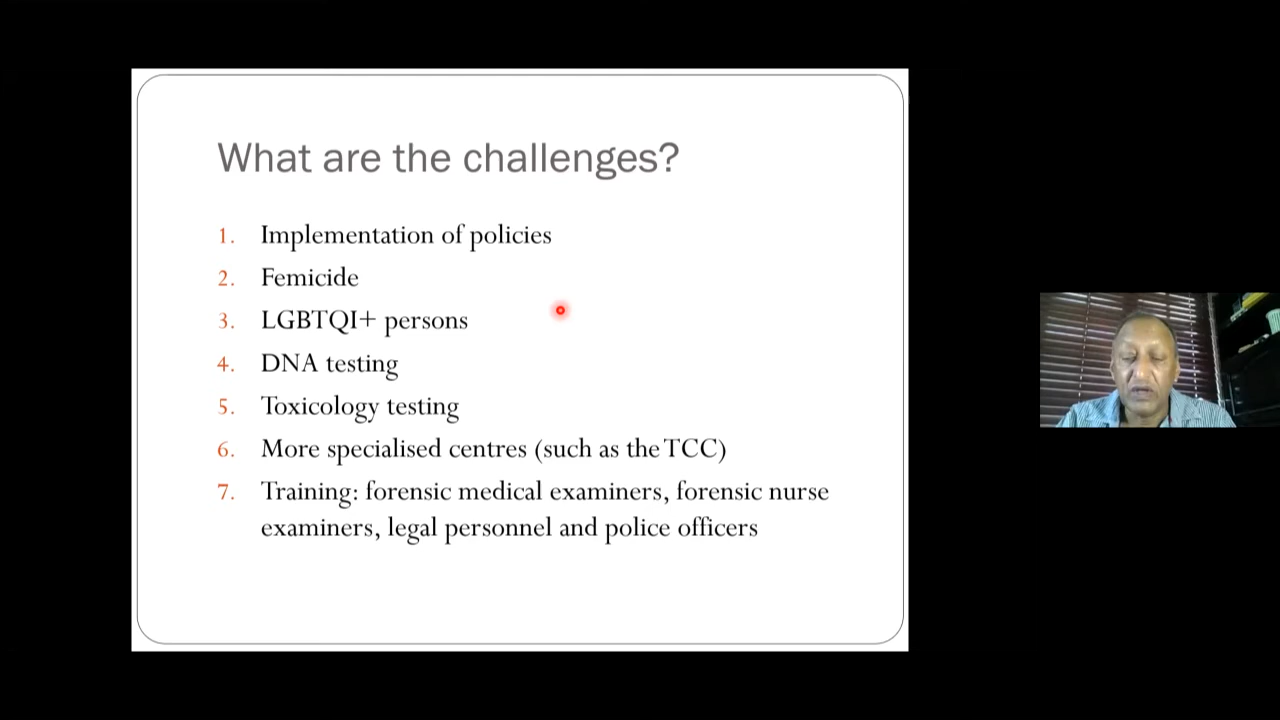 What are the challenges?
1. Implementation of policies
2. Femicide
3. LGBTQI+ persons
4. DNA testing
5. Toxicology testing
6. More specialised centres (such as the TCC)
7. Training: forensic medical examiners, forensic nurse
examiners, legal personnel and police officers